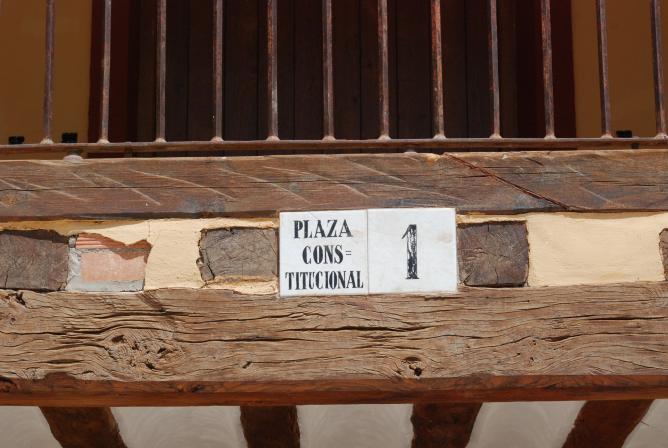 PLAZA
CONS=
TITUCIONAL
1